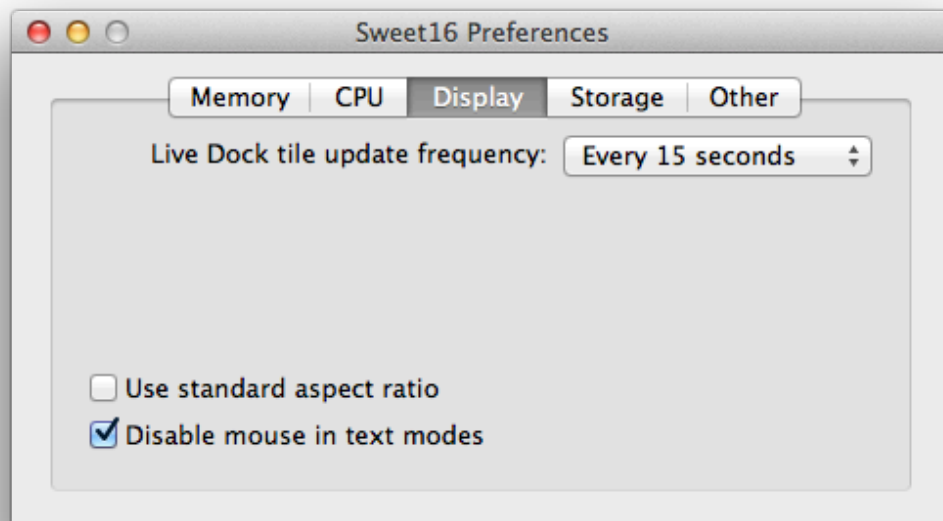 Sweet16 Preferences
Memory CPU Display Storage Other
Live Dock tile update frequency: Every 15 seconds
Use standard aspect ratio
Disable mouse in text modes